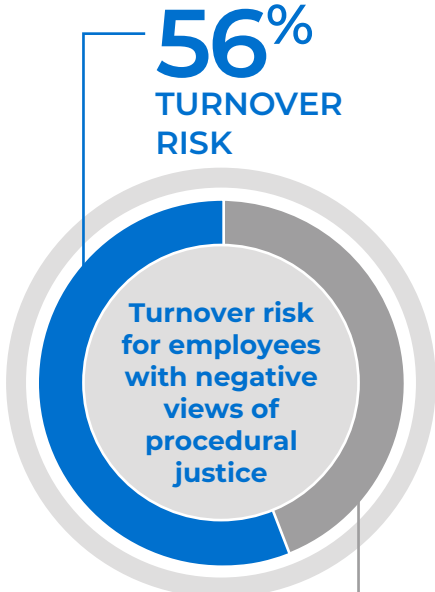 56%
TURNOVER
RISK
Turnover risk
for employees
with negative
views of
procedural
justice